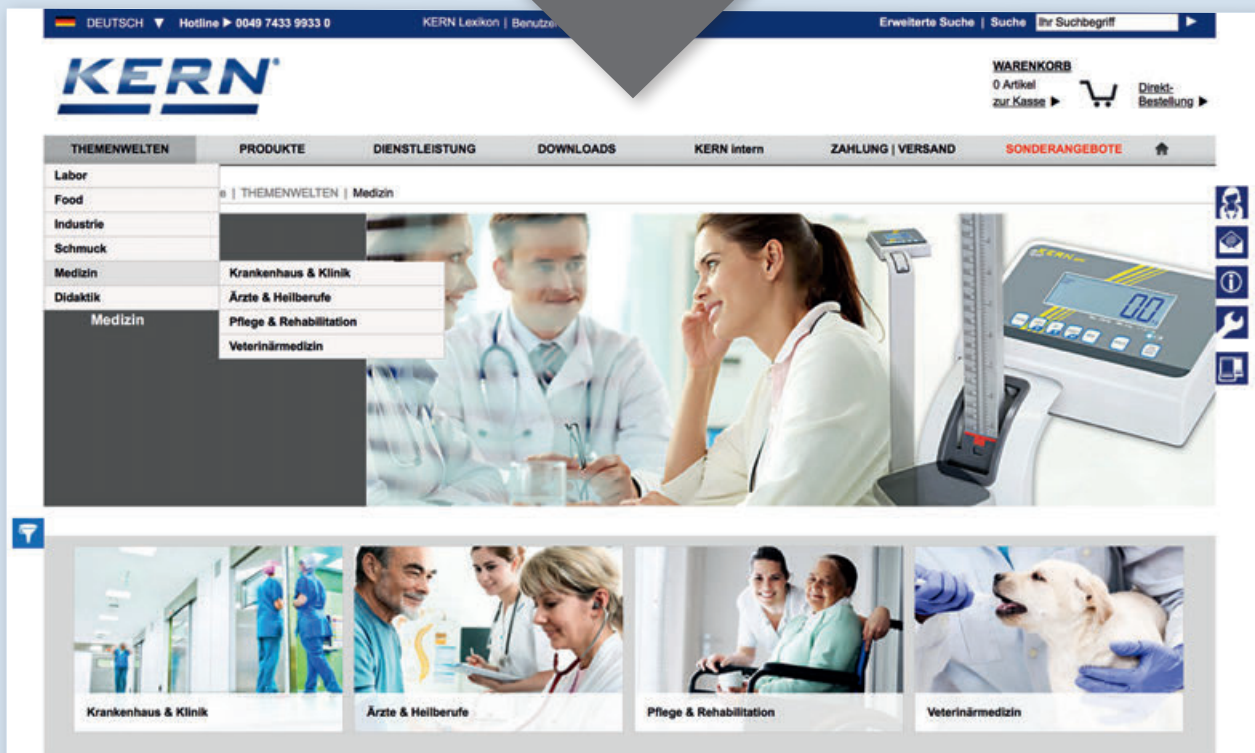 DEUTSCH ▼ Hotline ▶ 0049 7433 9933 0 KERN Lexikon | Erweiterte Suche | Suche Ihr Suchbegriff ▶
KERN
WARENKORB
0 Artikel
zur Kasse ▶
Direkt-
Bestellung ▶
THEMENWELTEN PRODUKTE DIENSTLEISTUNG DOWNLOADS KERN intern ZAHLUNG | VERSAND SONDERANGEBOTE
Labor
Food
Industrie
Schmuck
Medizin
Didaktik
| THEMENWELTEN | Medizin
Krankenhaus & Klinik
Ärzte & Heilberufe
Pflege & Rehabilitation
Veterinärmedizin
Medizin
KERN
0.0
Krankenhaus & Klinik
Ärzte & Heilberufe
Pflege & Rehabilitation
Veterinärmedizin